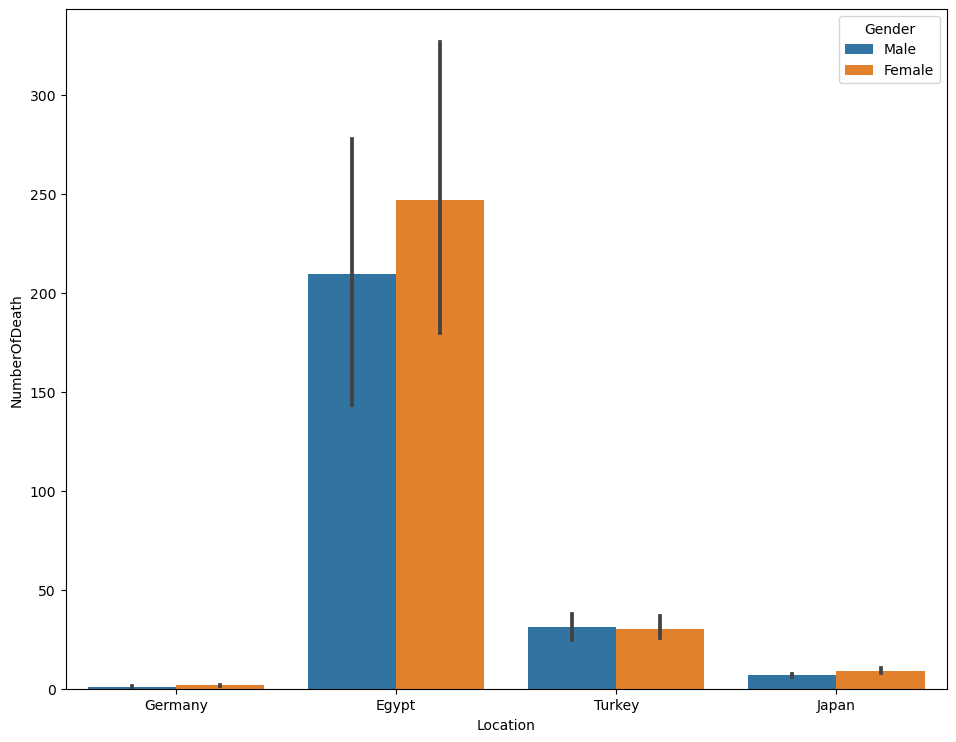 Gender
Male
Female
300
250
200
150
100
50
0
NumberOfDeath
Germany
Egypt
Turkey
Japan
Location